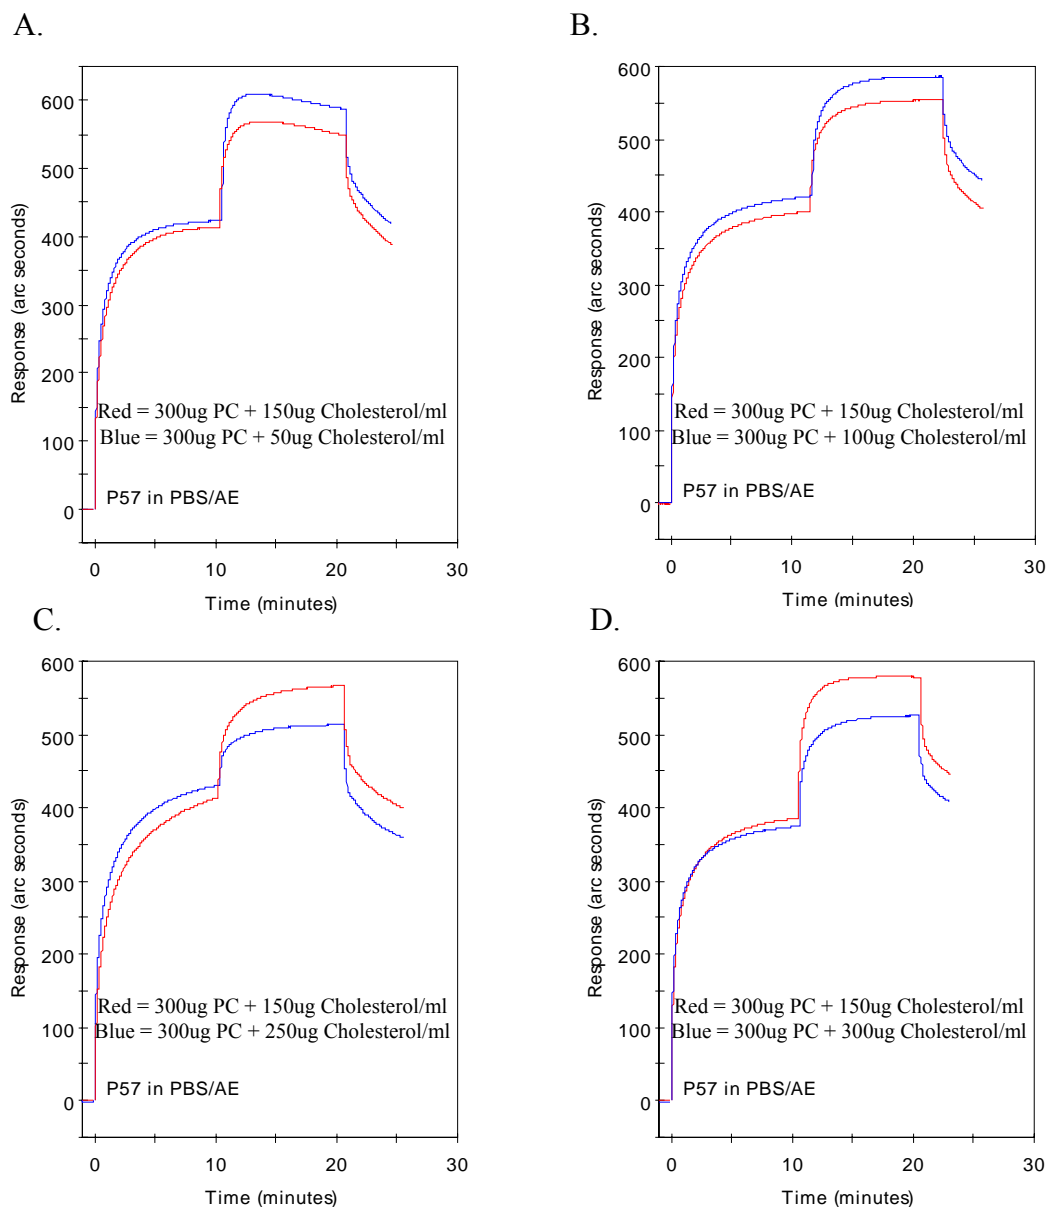 A.
600
500
400
300
200
100
0
Response (arc seconds)
Red = 300ug PC + 150ug Cholesterol/ml
Blue = 300ug PC + 50ug Cholesterol/ml
P57 in PBS/AE
0 10 20 30
Time (minutes)
B.
600
500
400
300
200
100
0
Response (arc seconds)
Red = 300ug PC + 150ug Cholesterol/ml
Blue = 300ug PC + 100ug Cholesterol/ml
P57 in PBS/AE
0 10 20 30
Time (minutes)
C.
600
500
400
300
200
100
0
Response (arc seconds)
Red = 300ug PC + 150ug Cholesterol/ml
Blue = 300ug PC + 250ug Cholesterol/ml
P57 in PBS/AE
0 10 20 30
Time (minutes)
D.
600
500
400
300
200
100
0
Response (arc seconds)
Red = 300ug PC + 150ug Cholesterol/ml
Blue = 300ug PC + 300ug Cholesterol/ml
P57 in PBS/AE
0 10 20 30
Time (minutes)